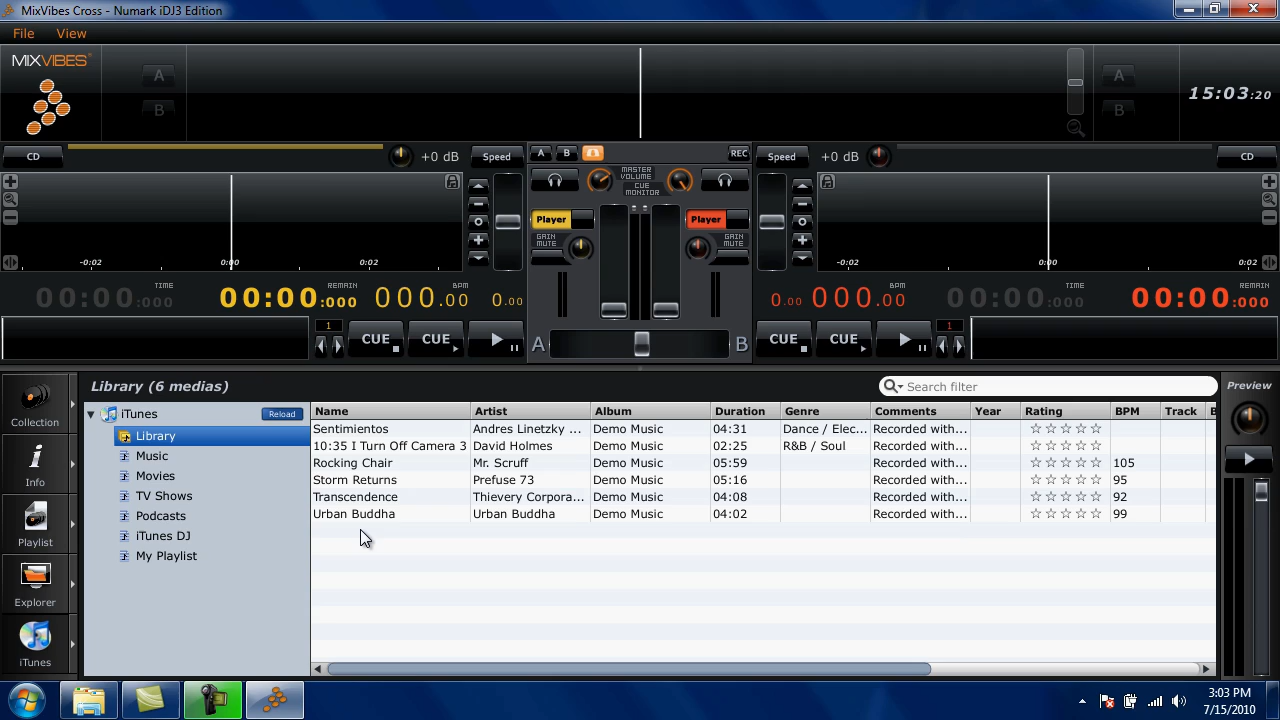 MixVibes Cross - Numark iDJ3 Edition
File View
MIXVIBES
A
B
A
B
15:03:20
CD
+0 dB
Speed
A B
REC
Speed
+0 dB
CD
MASTER VOLUME
CUE MONITOR
Player
Player
GAIN
MUTE
GAIN
MUTE
-0:02 0:00 0:02
-0:02 0:00 0:02
00:00:000 TIME
00:00:000 REMAIN
000.00 BPM
0.00
0.00
000.00 BPM
00:00:000 TIME
00:00:000 REMAIN
1
CUE
CUE
A
B
CUE
CUE
1
Collection
Info
Playlist
Explorer
iTunes
Library (6 medias)
Search filter
Preview
iTunes
Reload
Library
Music
Movies
TV Shows
Podcasts
iTunes DJ
My Playlist
Name Artist Album Duration Genre Comments Year Rating BPM Track B
Sentimientos Andres Linetzky ... Demo Music 04:31 Dance / Elec... Recorded with...
10:35 I Turn Off Camera 3 David Holmes Demo Music 02:25 R&B / Soul Recorded with...
Rocking Chair Mr. Scruff Demo Music 05:59 Recorded with... 105
Storm Returns Prefuse 73 Demo Music 05:16 Recorded with... 95
Transcendence Thievery Corpora... Demo Music 04:08 Recorded with... 92
Urban Buddha Urban Buddha Demo Music 04:02 Recorded with... 99
3:03 PM
7/15/2010